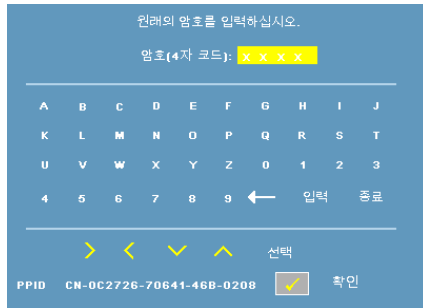 원래의 암호를 입력하십시오.
암호(4자 코드): X X X X
A B C D E F G H I J
K L M N O P Q R S T
U V W X Y Z 0 1 2 3
4 5 6 7 8 9 ← 입력 종료
선택
PPID CN-0C2726-70641-46B-0208 확인